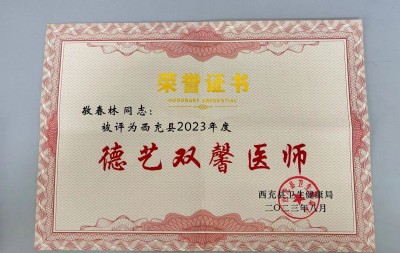 荣誉证书
HONORARY CREDENTIAL
敬春林同志：
被评为西充县2023年度
德艺双馨医师
西充县卫生健康局
二〇二三年八月